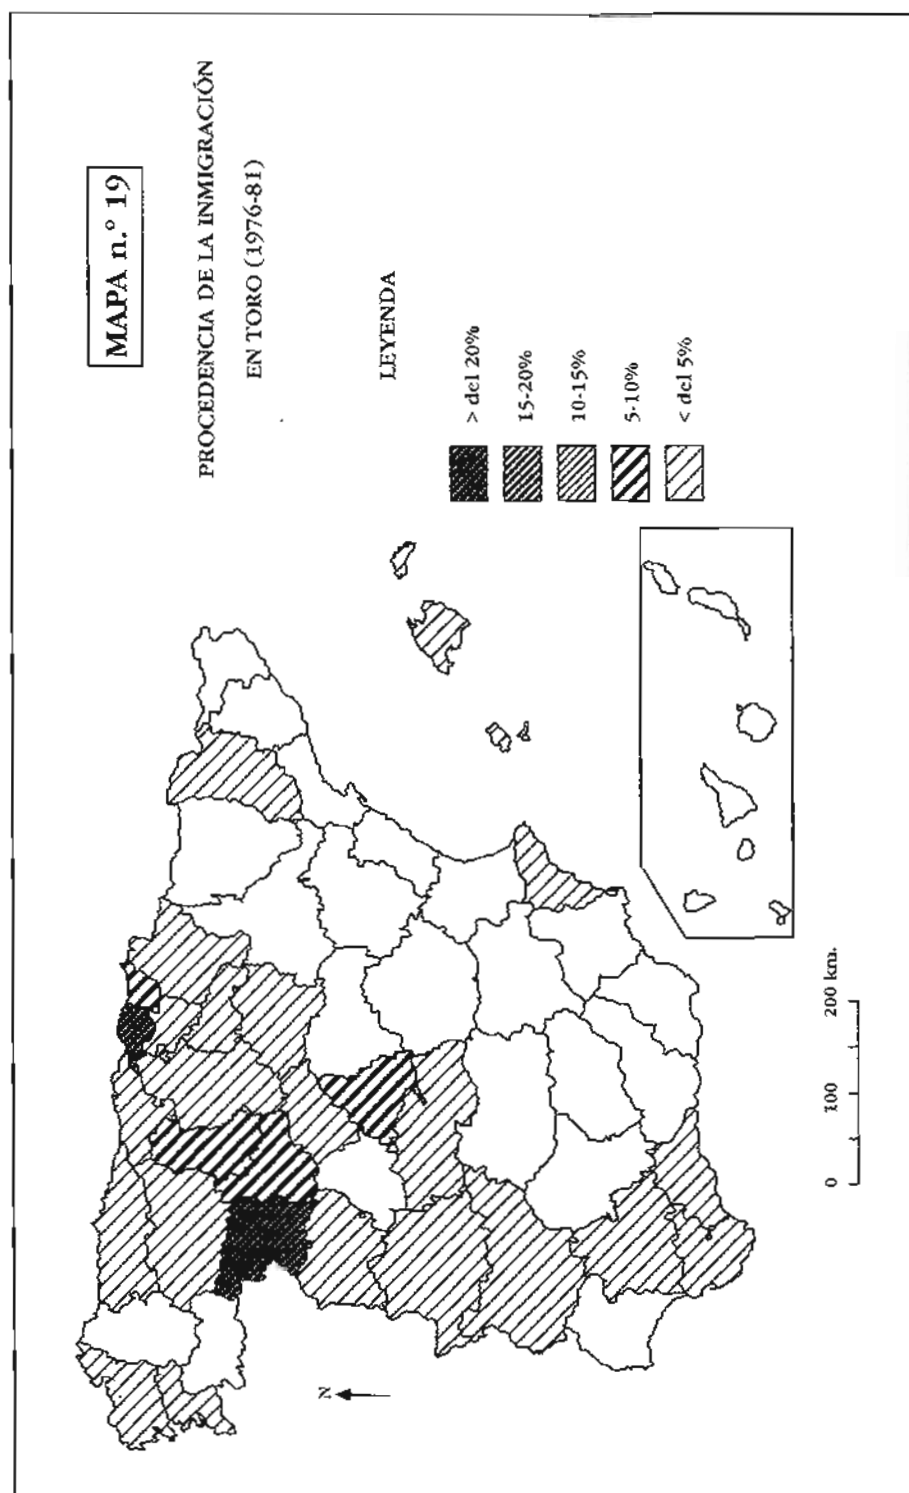 MAPA n.° 19
PROCEDENCIA DE LA INMIGRACIÓN
EN TORO (1976-81)
LEYENDA
> del 20%
15-20%
10-15%
5-10%
< del 5%
N
0 100 200 km.